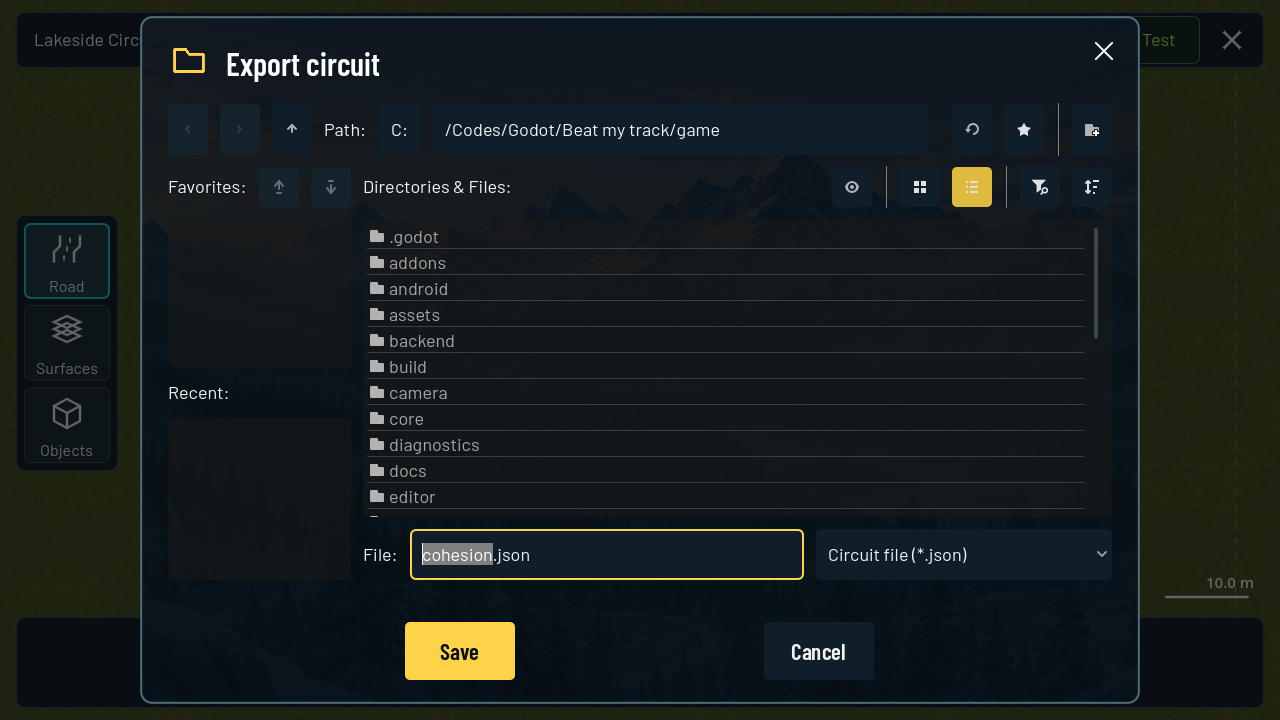 Lakeside Circ
Export circuit
Test
Path:
C:
/Codes/Godot/Beat my track/game
Favorites:
Directories & Files:
.godot
addons
android
assets
backend
build
camera
core
diagnostics
docs
editor
Recent:
Road
Surfaces
Objects
File:
cohesion.json
Circuit file (*.json)
10.0 m
Save
Cancel